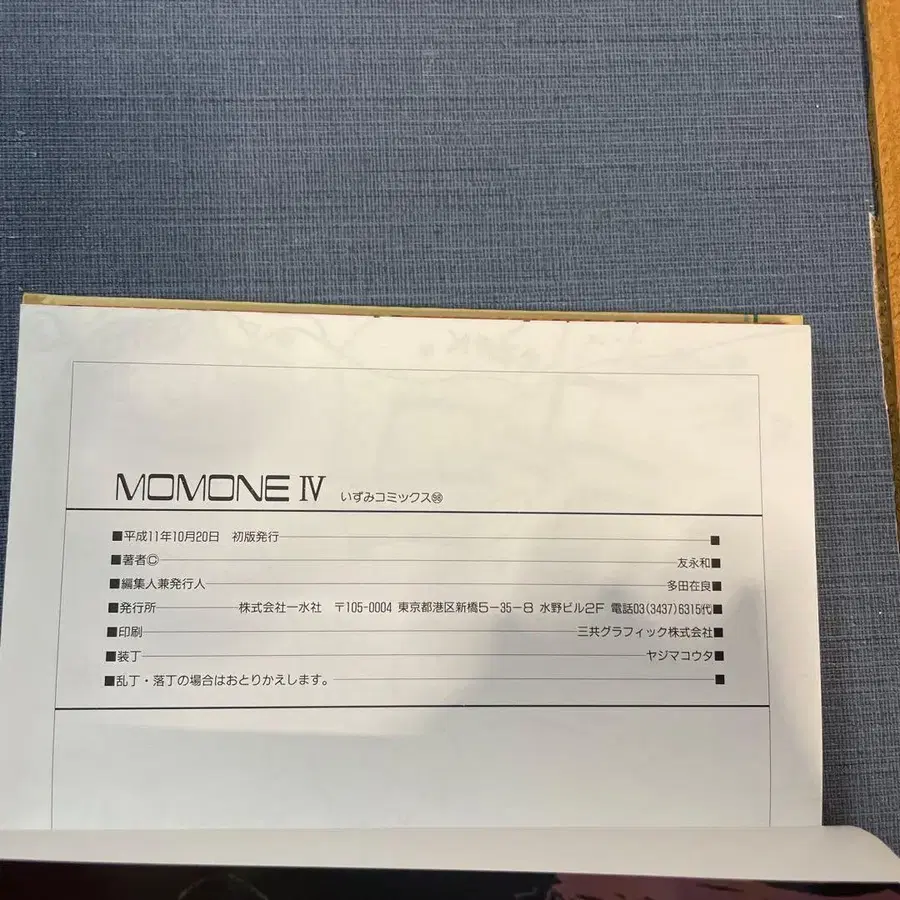 MOMONE Ⅳ いずみコミックス
■平成11年10月20日 初版発行■
■著者©友永和■
■編集人兼発行人多田在良■
■発行所株式会社一水社 〒105-0004 東京都港区新橋5-35-8 水野ビル2F 電話03(3437)6315代■
■印刷三共グラフィック株式会社■
■装丁ヤジマコウタ■
■乱丁・落丁の場合はおとりかえします。■